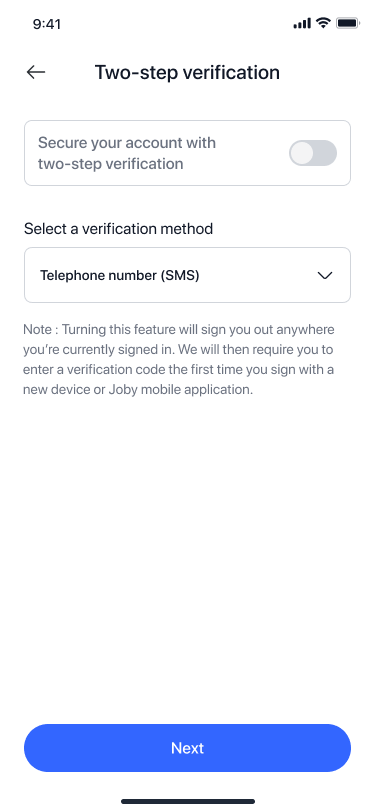 9:41
Two-step verification
Secure your account with
two-step verification
Select a verification method
Telephone number (SMS)
Note : Turning this feature will sign you out anywhere
you’re currently signed in. We will then require you to
enter a verification code the first time you sign with a
new device or Joby mobile application.
Next